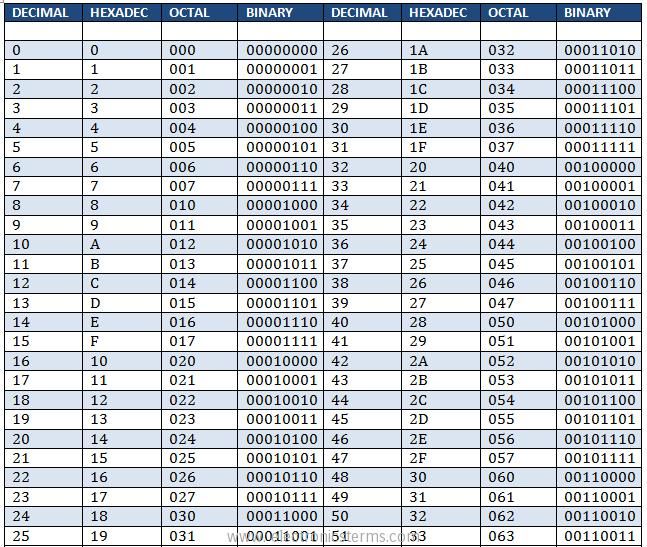 DECIMAL HEXADEC OCTAL BINARY DECIMAL HEXADEC OCTAL BINARY
0 0 000 00000000 26 1A 032 00011010
1 1 001 00000001 27 1B 033 00011011
2 2 002 00000010 28 1C 034 00011100
3 3 003 00000011 29 1D 035 00011101
4 4 004 00000100 30 1E 036 00011110
5 5 005 00000101 31 1F 037 00011111
6 6 006 00000110 32 20 040 00100000
7 7 007 00000111 33 21 041 00100001
8 8 010 00001000 34 22 042 00100010
9 9 011 00001001 35 23 043 00100011
10 A 012 00001010 36 24 044 00100100
11 B 013 00001011 37 25 045 00100101
12 C 014 00001100 38 26 046 00100110
13 D 015 00001101 39 27 047 00100111
14 E 016 00001110 40 28 050 00101000
15 F 017 00001111 41 29 051 00101001
16 10 020 00010000 42 2A 052 00101010
17 11 021 00010001 43 2B 053 00101011
18 12 022 00010010 44 2C 054 00101100
19 13 023 00010011 45 2D 055 00101101
20 14 024 00010100 46 2E 056 00101110
21 15 025 00010101 47 2F 057 00101111
22 16 026 00010110 48 30 060 00110000
23 17 027 00010111 49 31 061 00110001
24 18 030 00011000 50 32 062 00110010
25 19 031 00011001 51 33 063 00110011
www.electronicsterms.com